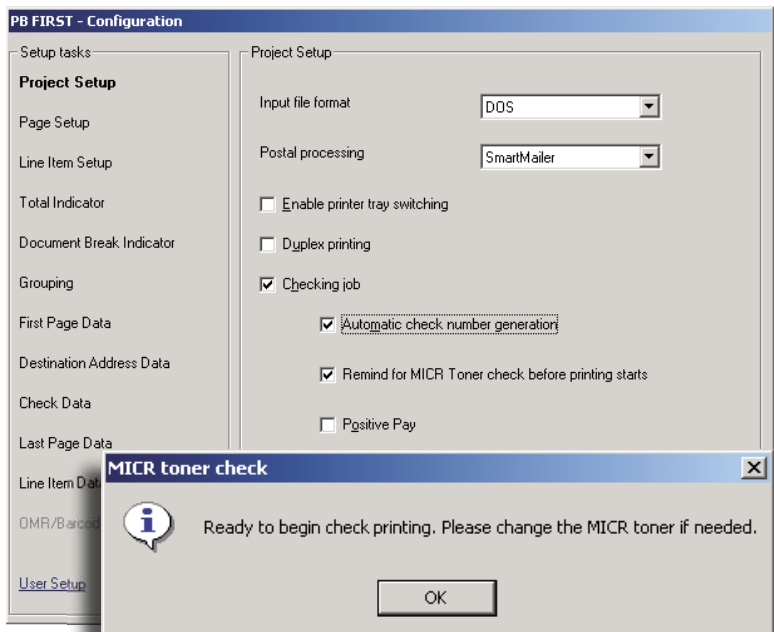 PB FIRST - Configuration
Setup tasks
Project Setup
Page Setup
Line Item Setup
Total Indicator
Document Break Indicator
Grouping
First Page Data
Destination Address Data
Check Data
Last Page Data
Line Item Data
OMR/Barcod
User Setup
Project Setup
Input file format
DOS
Postal processing
SmartMailer
Enable printer tray switching
Duplex printing
Checking job
Automatic check number generation
Remind for MICR Toner check before printing starts
Positive Pay
MICR toner check
Ready to begin check printing. Please change the MICR toner if needed.
OK